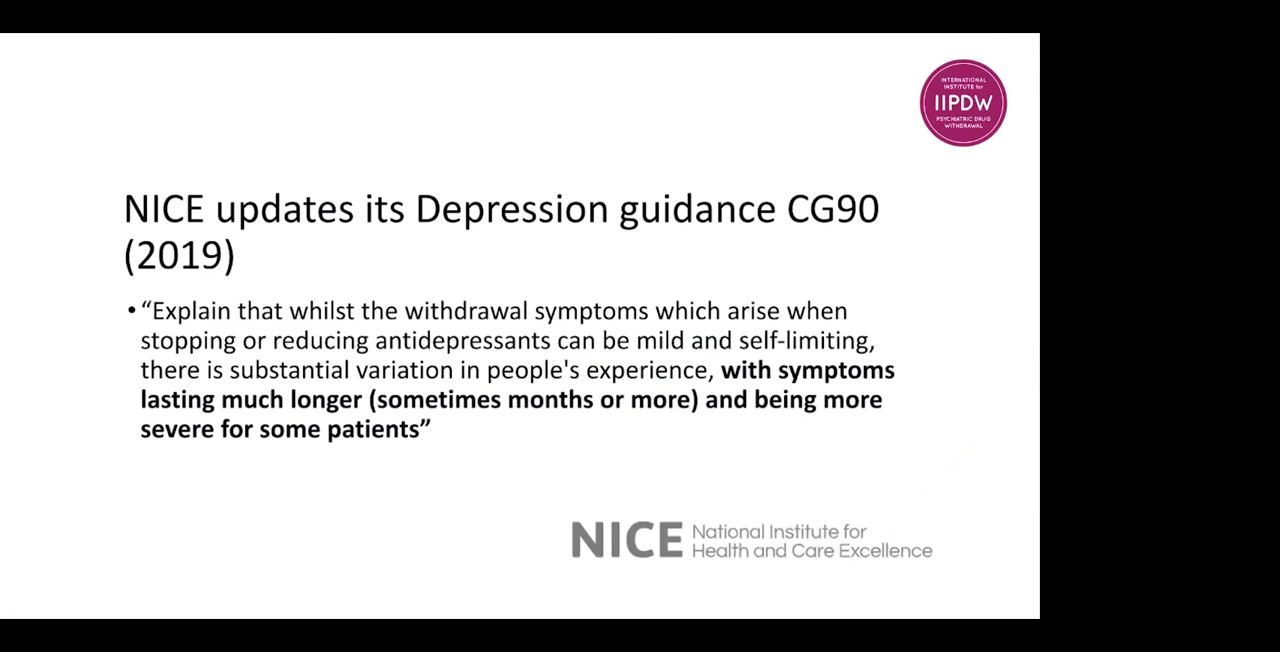 INTERNATIONAL
INSTITUTE for
IIPDW
PSYCHIATRIC DRUG
WITHDRAWAL
NICE updates its Depression guidance CG90
(2019)
• “Explain that whilst the withdrawal symptoms which arise when
stopping or reducing antidepressants can be mild and self-limiting,
there is substantial variation in people's experience, with symptoms
lasting much longer (sometimes months or more) and being more
severe for some patients”
NICE National Institute for
Health and Care Excellence